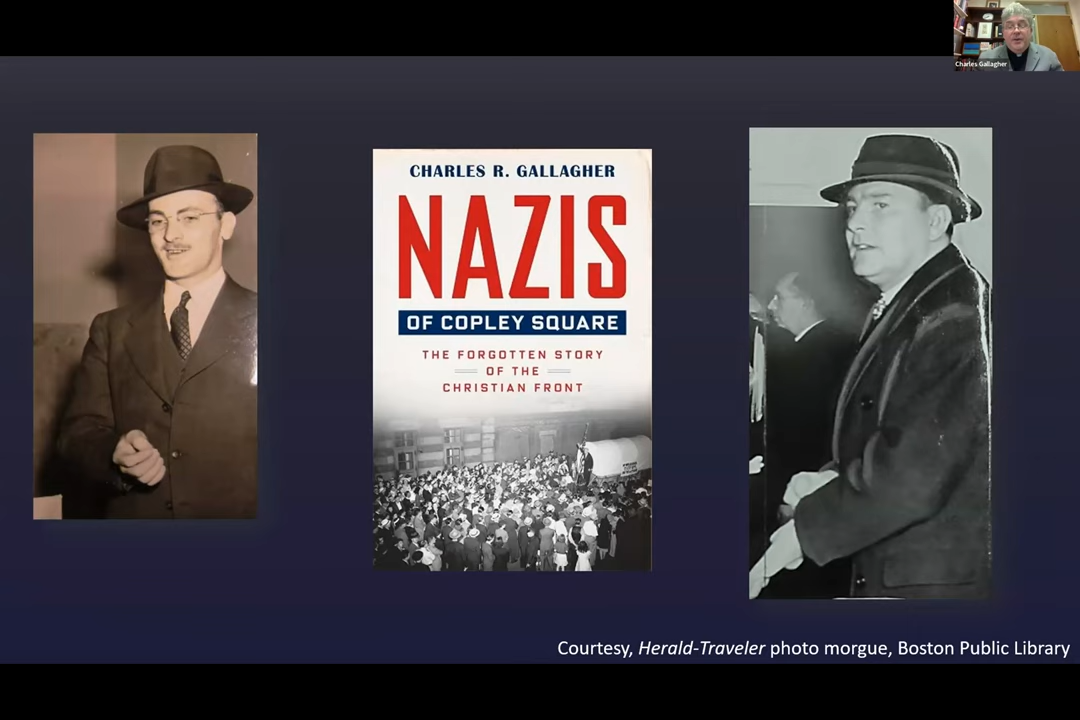 Charles Gallagher
CHARLES R. GALLAGHER
NAZIS
OF COPLEY SQUARE
THE FORGOTTEN STORY
OF THE
CHRISTIAN FRONT
Courtesy, Herald-Traveler photo morgue, Boston Public Library